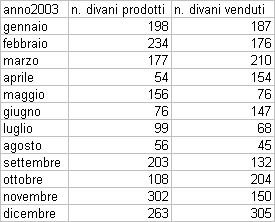 anno2003 n. divani prodotti n. divani venduti
gennaio 198 187
febbraio 234 176
marzo 177 210
aprile 54 154
maggio 156 76
giugno 76 147
luglio 99 68
agosto 56 45
settembre 203 132
ottobre 108 204
novembre 302 150
dicembre 263 305